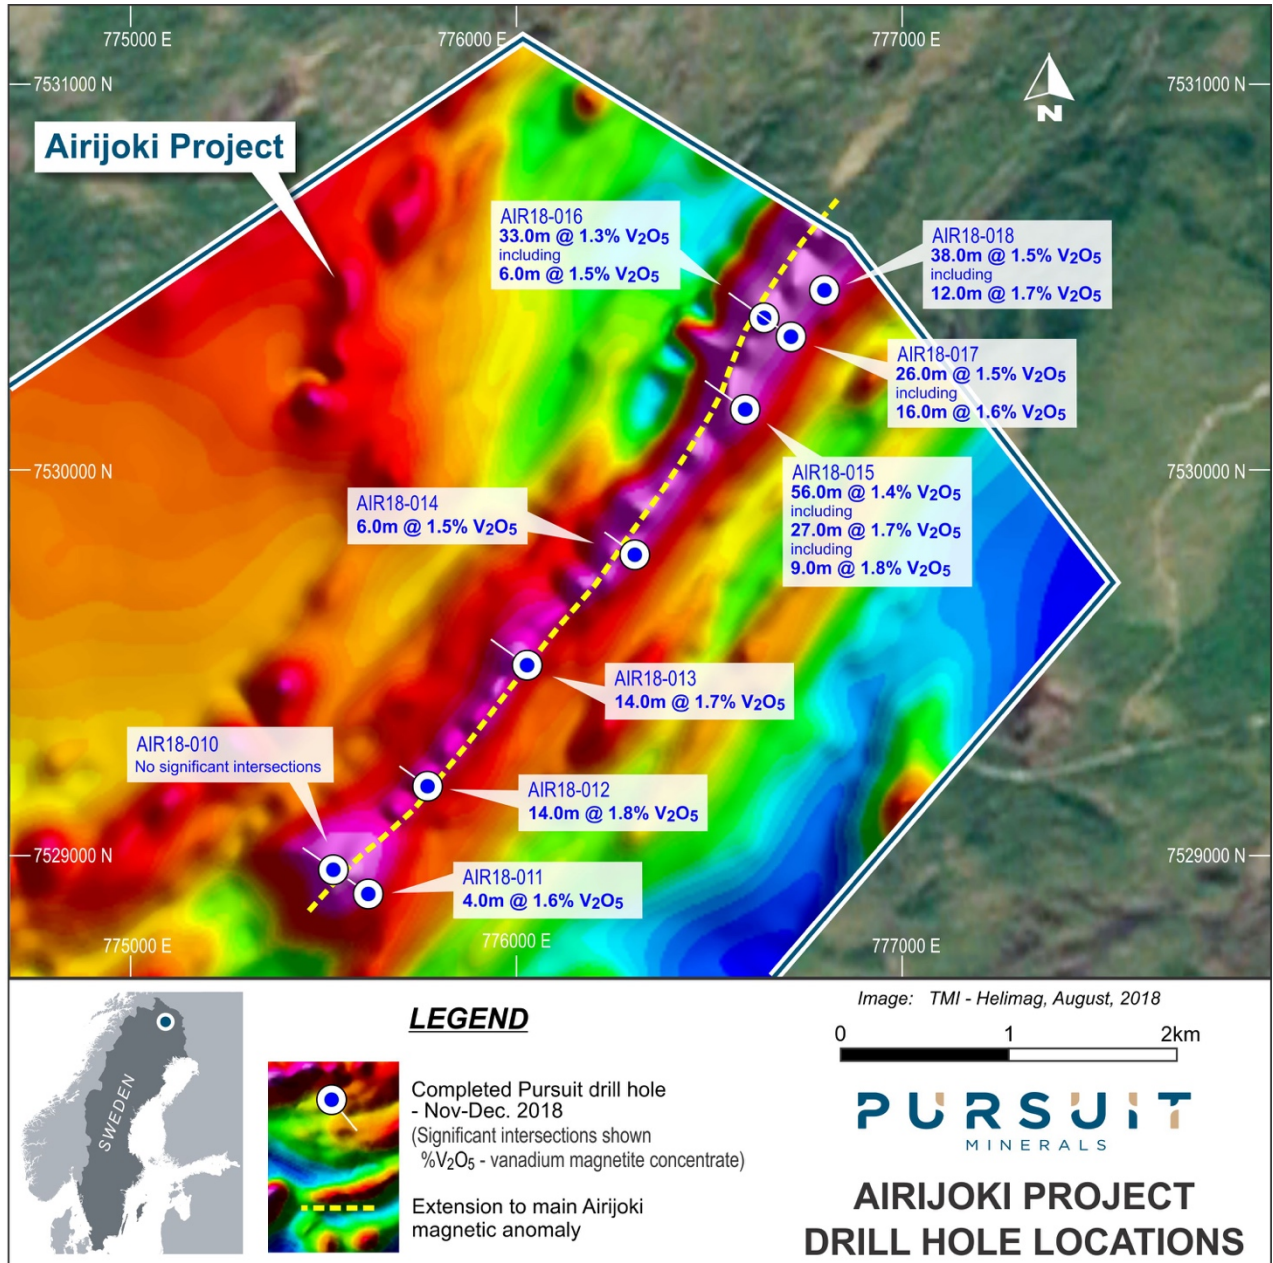 775000 E
776000 E
777000 E
7531000 N
7531000 N
N
Airijoki Project
AIR18-016
33.0m @ 1.3% V₂O₅
including
6.0m @ 1.5% V₂O₅
AIR18-018
38.0m @ 1.5% V₂O₅
including
12.0m @ 1.7% V₂O₅
AIR18-017
26.0m @ 1.5% V₂O₅
including
16.0m @ 1.6% V₂O₅
7530000 N
7530000 N
AIR18-015
56.0m @ 1.4% V₂O₅
including
27.0m @ 1.7% V₂O₅
including
9.0m @ 1.8% V₂O₅
AIR18-014
6.0m @ 1.5% V₂O₅
AIR18-013
14.0m @ 1.7% V₂O₅
AIR18-010
No significant intersections
AIR18-012
14.0m @ 1.8% V₂O₅
7529000 N
7529000 N
AIR18-011
4.0m @ 1.6% V₂O₅
775000 E
776000 E
777000 E
SWEDEN
LEGEND
Completed Pursuit drill hole
- Nov-Dec. 2018
(Significant intersections shown
%V₂O₅ - vanadium magnetite concentrate)
Extension to main Airijoki
magnetic anomaly
Image: TMI - Helimag, August, 2018
0 1 2km
PURSUIT
MINERALS
AIRIJOKI PROJECT
DRILL HOLE LOCATIONS